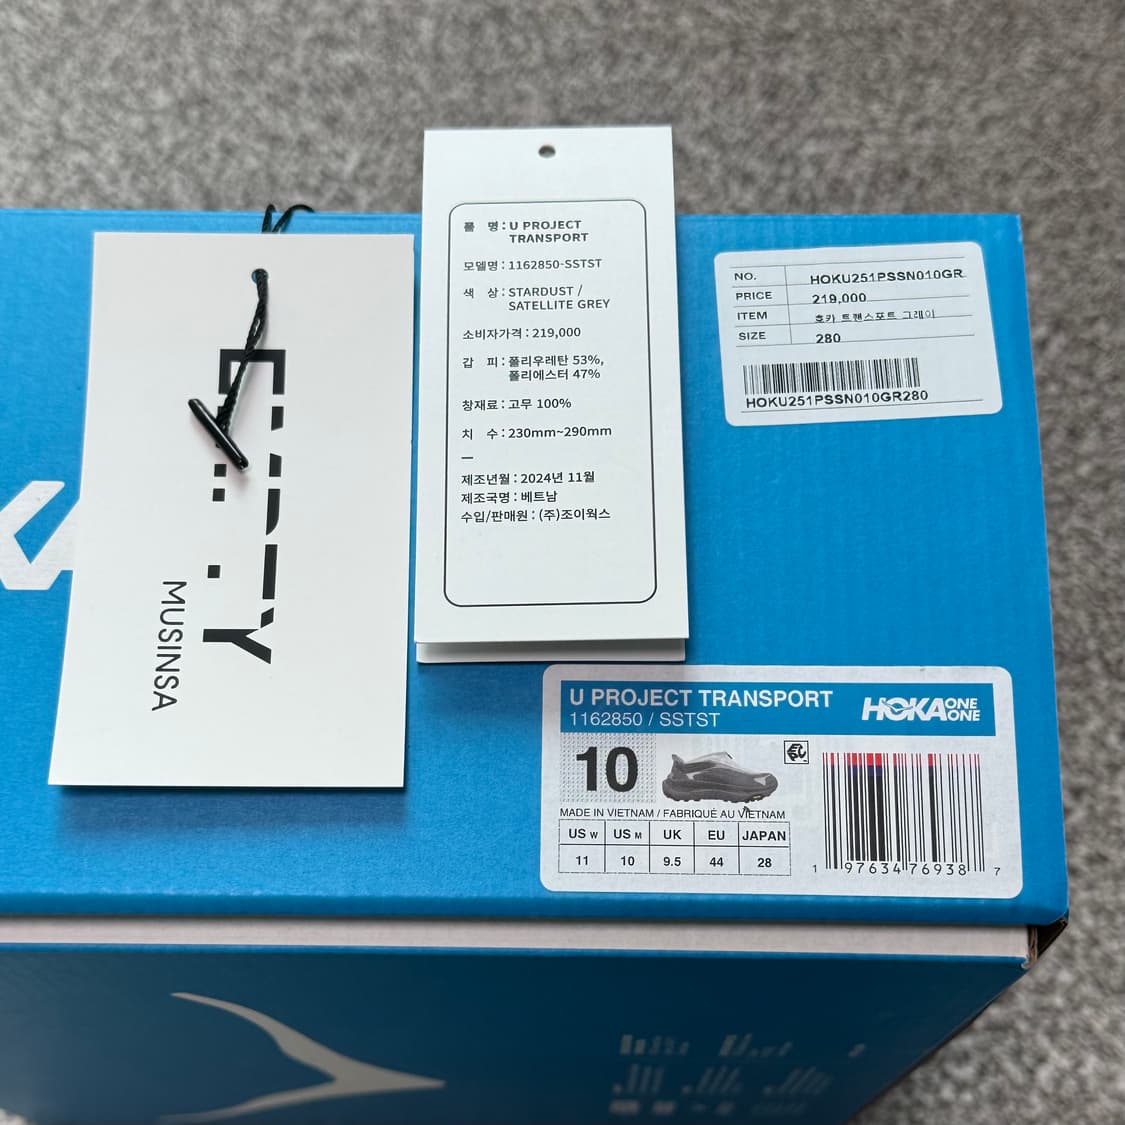 MUSINSA
품 명 : U PROJECT
TRANSPORT
모델명 : 1162850-SSTST
색 상 : STARDUST /
SATELLITE GREY
소비자가격 : 219,000
갑 피 : 폴리우레탄 53%,
폴리에스터 47%
창재료 : 고무 100%
치 수 : 230mm~290mm
제조년월 : 2024년 11월
제조국명 : 베트남
수입/판매원 : (주)조이웍스
NO. HOKU251PSSN010GR
PRICE 219,000
ITEM 호카 트랜스포트 그레이
SIZE 280
HOKU251PSSN010GR280
U PROJECT TRANSPORT
1162850 / SSTST
HOKA ONE ONE
10
MADE IN VIETNAM / FABRIQUÉ AU VIETNAM
US W US M UK EU JAPAN
11 10 9.5 44 28
1 97634 76938 7